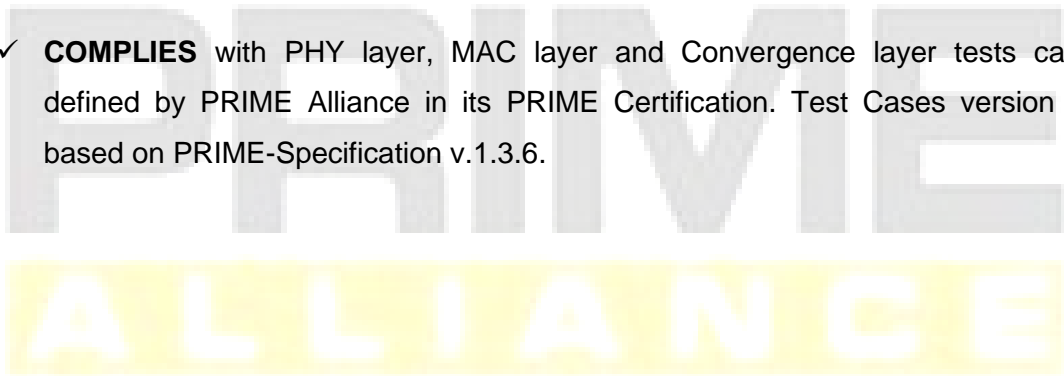 ✓ COMPLIES with PHY layer, MAC layer and Convergence layer tests
defined by PRIME Alliance in its PRIME Certification. Test Cases version
based on PRIME-Specification v.1.3.6.
PRIME
ALLIANCE